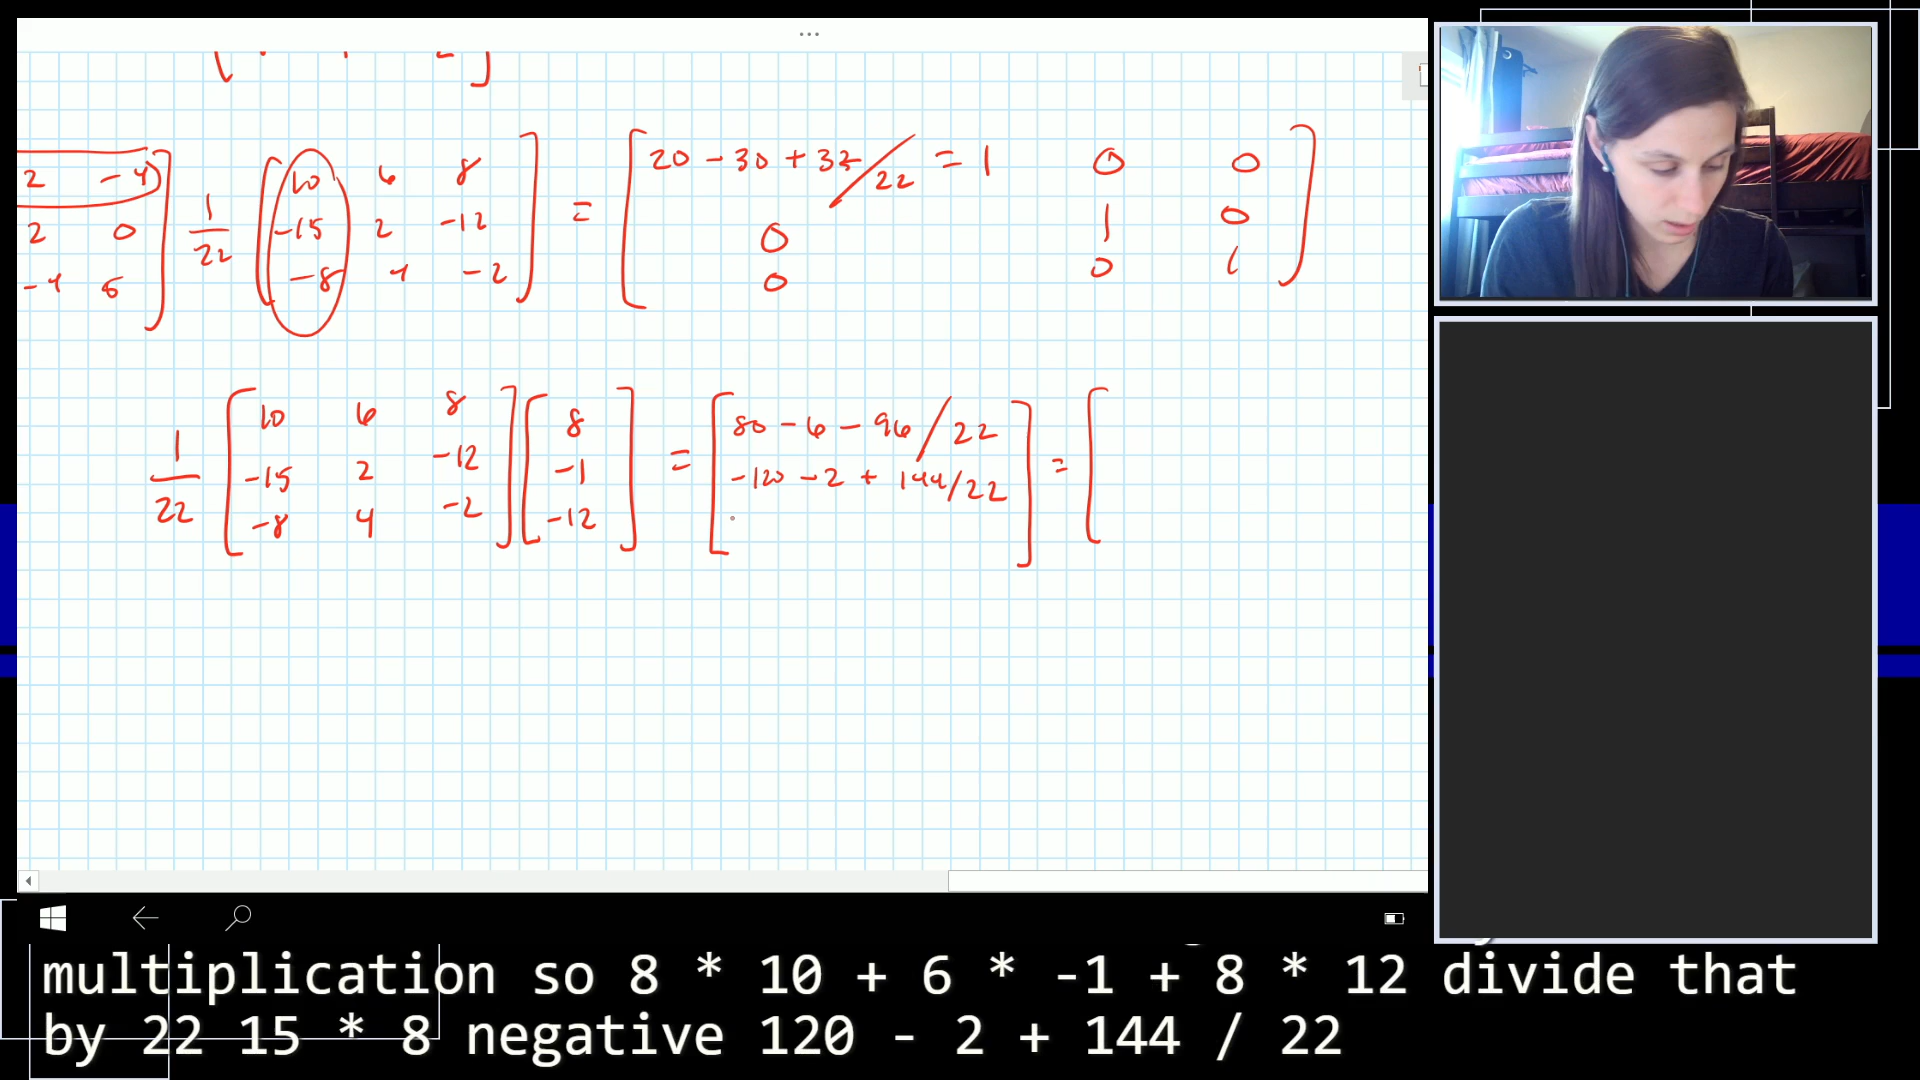 2 -4 1/22 10 6 8 = 20 - 30 + 32/22 = 1 0 0
2 0 -15 2 -12 0 1 0
-4 6 -8 4 -2 0 0 1
1/22 10 6 8 8 = 80 - 6 - 96/22 =
-15 2 -12 -1 -120 - 2 + 144/22
-8 4 -2 -12
multiplication so 8 * 10 + 6 * -1 + 8 * 12 divide that
by 22 15 * 8 negative 120 - 2 + 144 / 22